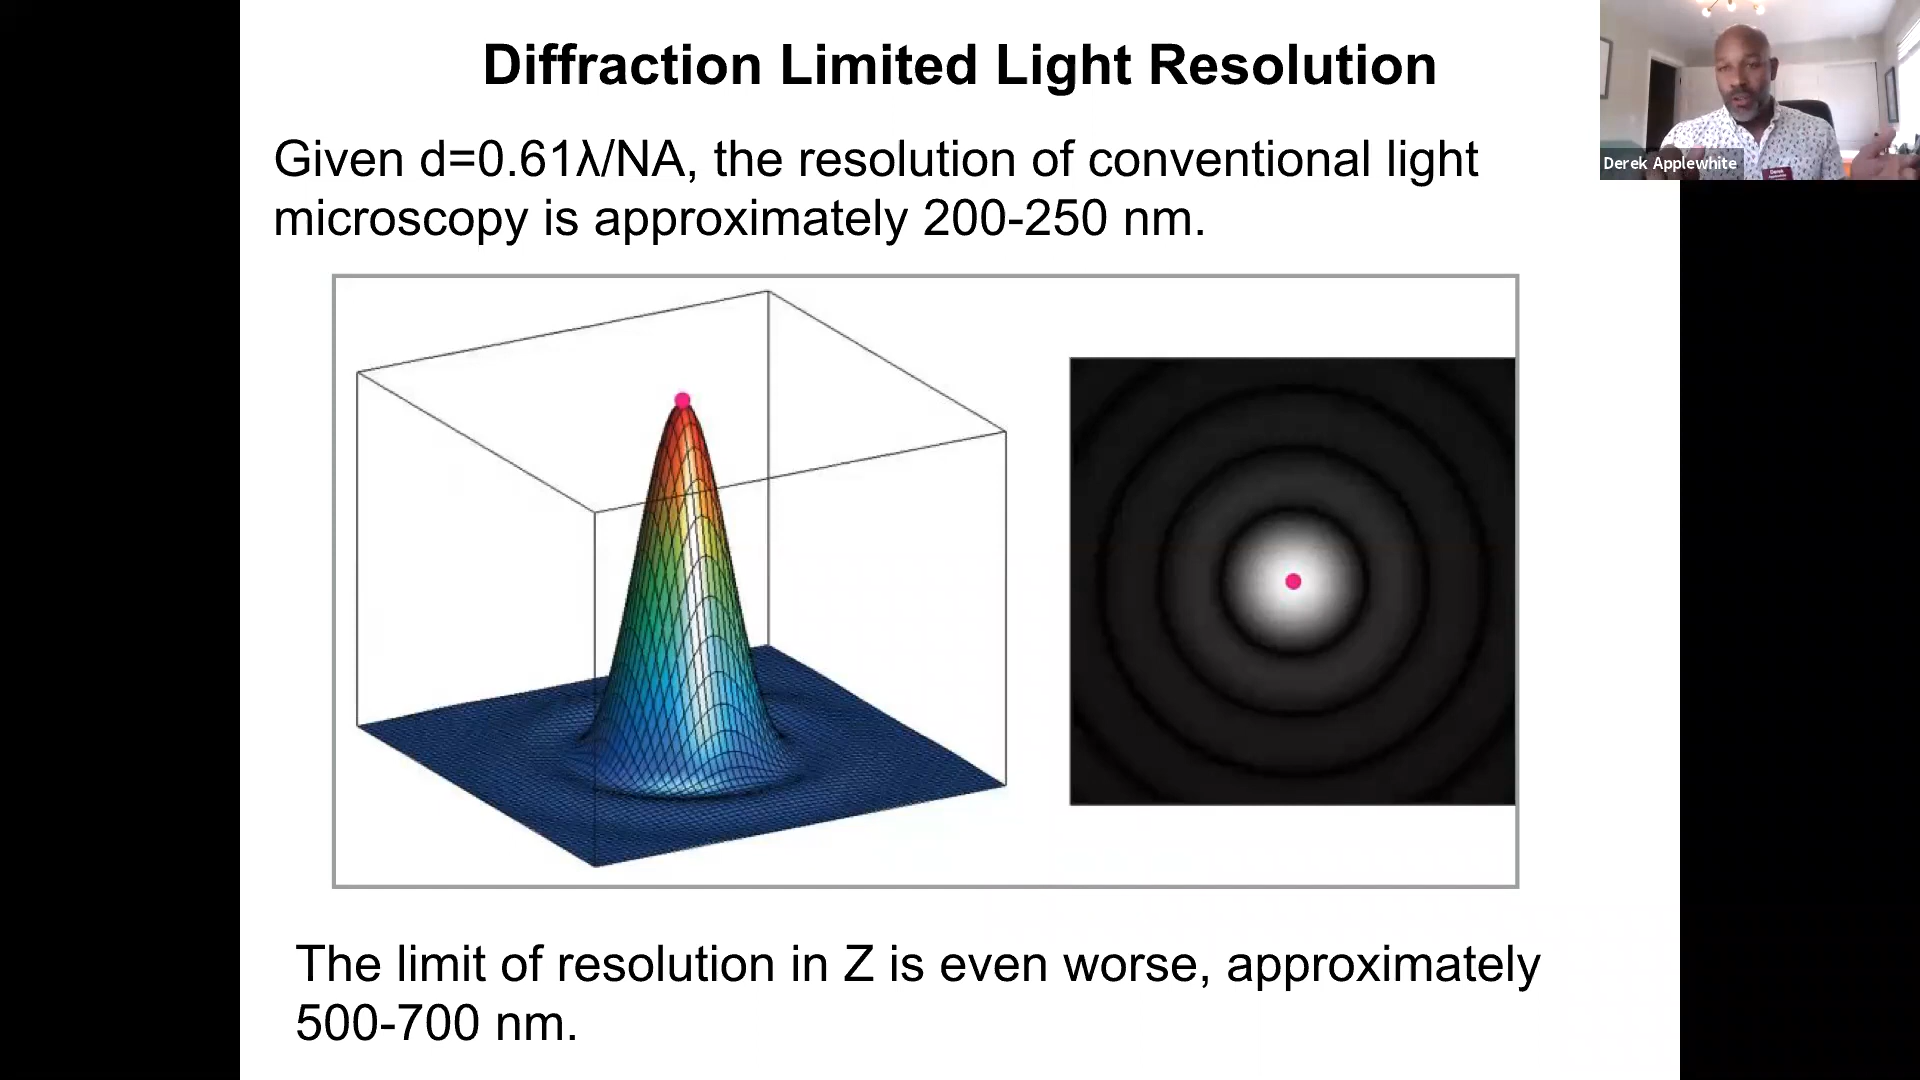 Diffraction Limited Light Resolution
Derek Applewhite
Given d=0.61λ/NA, the resolution of conventional light
microscopy is approximately 200-250 nm.
The limit of resolution in Z is even worse, approximately
500-700 nm.